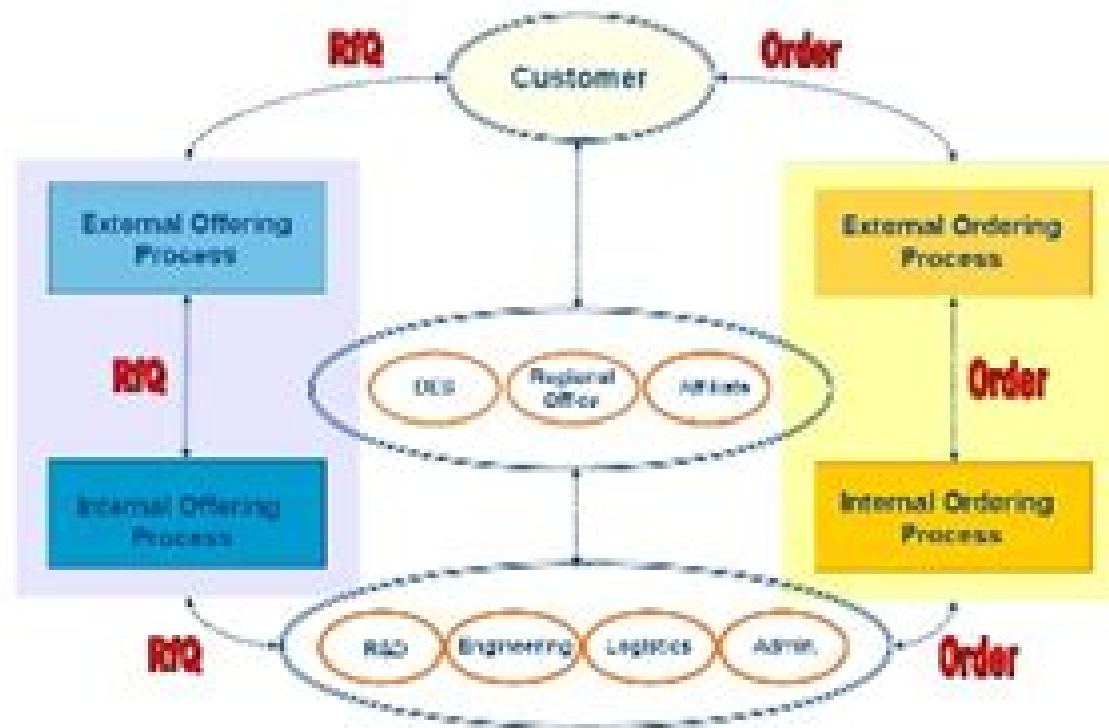 RfQ
Order
Customer
External Offering
Process
External Ordering
Process
RfQ
Regional
Office
Affiliate
Order
Internal Offering
Process
Internal Ordering
Process
RfQ
R&D
Engineering
Logistics
Admin.
Order